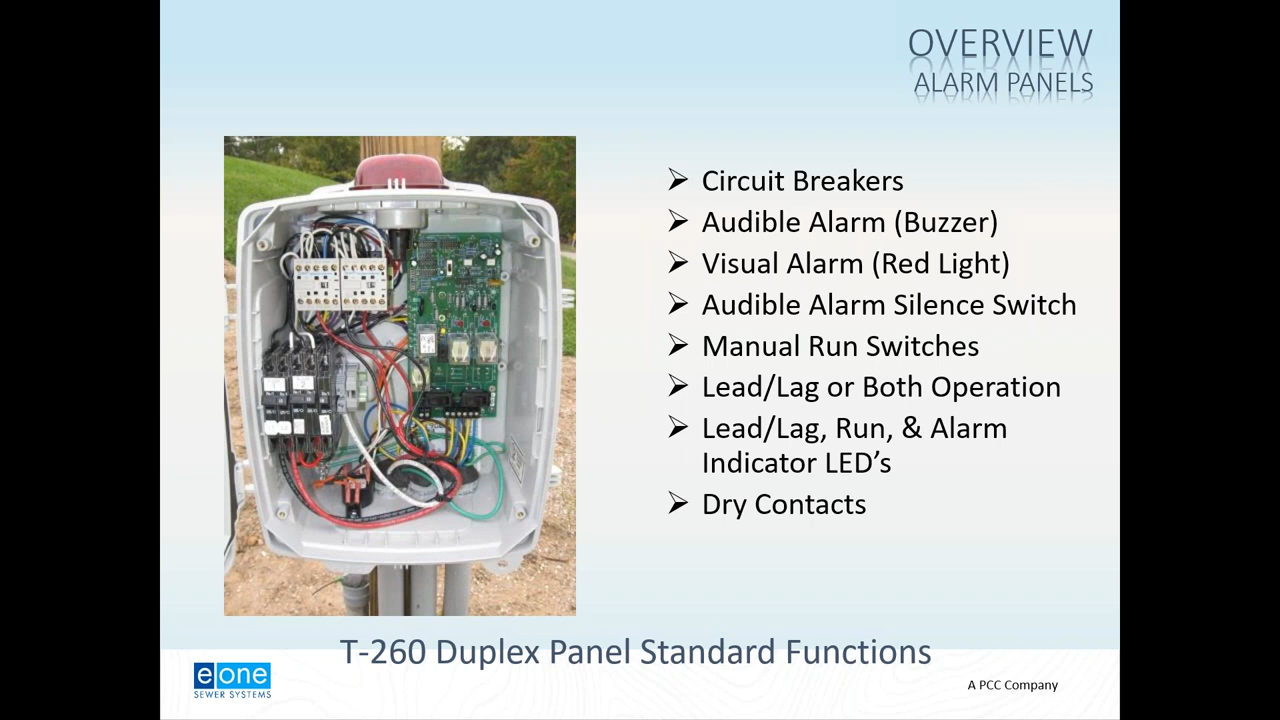 OVERVIEW
ALARM PANELS
Circuit Breakers
Audible Alarm (Buzzer)
Visual Alarm (Red Light)
Audible Alarm Silence Switch
Manual Run Switches
Lead/Lag or Both Operation
Lead/Lag, Run, & Alarm
Indicator LED’s
Dry Contacts
T-260 Duplex Panel Standard Functions
eone
SEWER SYSTEMS
A PCC Company